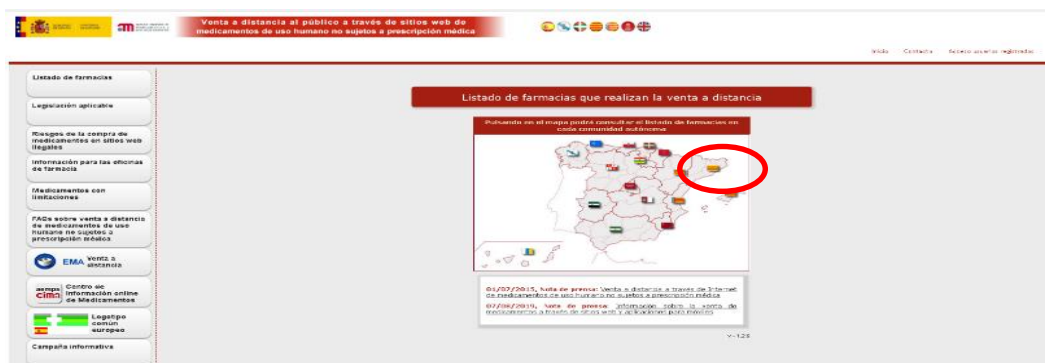 Venta a distancia al público a través de sitios web de
medicamentos de uso humano no sujetos a prescripción médica
Inicio Contacta Acceso usuarios registrados
Listado de farmacias
Legislación aplicable
Riesgos de la compra de
medicamentos en sitios web
ilegales
Información para las oficinas
de farmacia
Medicamentos con
limitaciones
FAQs sobre venta a distancia
de medicamentos de uso
humano no sujetos a
prescripción médica
EMA Venta a
distancia
aemps
cima
Centro de
información online
de Medicamentos
Logotipo
común
europeo
Campaña informativa
Listado de farmacias que realizan la venta a distancia
Pulsando en el mapa podrá consultar el listado de farmacias en
cada comunidad autónoma
01/07/2015, Nota de prensa: Venta a distancia a través de Internet
de medicamentos de uso humano no sujetos a prescripción médica
07/08/2019, Nota de prensa: Información sobre la venta de
medicamentos a través de sitios web y aplicaciones para móviles